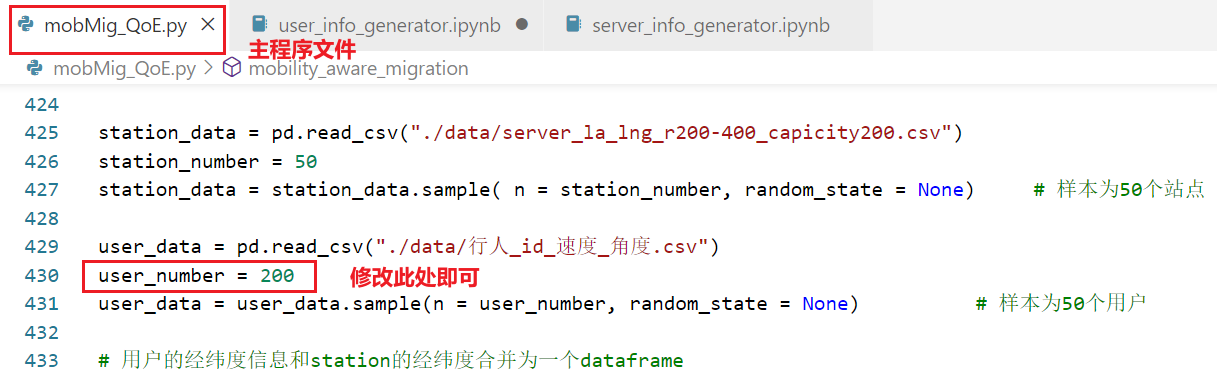 mobMig_QoE.py × user_info_generator.ipynb ● server_info_generator.ipynb
主程序文件
mobMig_QoE.py > mobility_aware_migration
424
425 station_data = pd.read_csv("./data/server_la_lng_r200-400_capicity200.csv")
426 station_number = 50
427 station_data = station_data.sample( n = station_number, random_state = None) # 样本为50个站点
428
429 user_data = pd.read_csv("./data/行人_id_速度_角度.csv")
430 user_number = 200 修改此处即可
431 user_data = user_data.sample(n = user_number, random_state = None) # 样本为50个用户
432
433 # 用户的经纬度信息和station的经纬度合并为一个dataframe